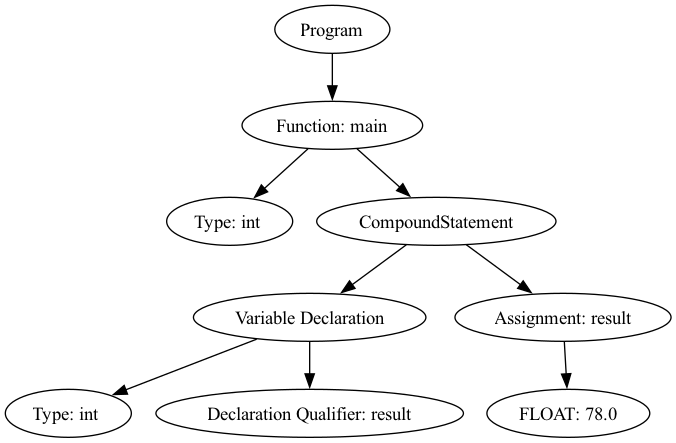 Program
Function: main
Type: int
CompoundStatement
Variable Declaration
Assignment: result
Type: int
Declaration Qualifier: result
FLOAT: 78.0